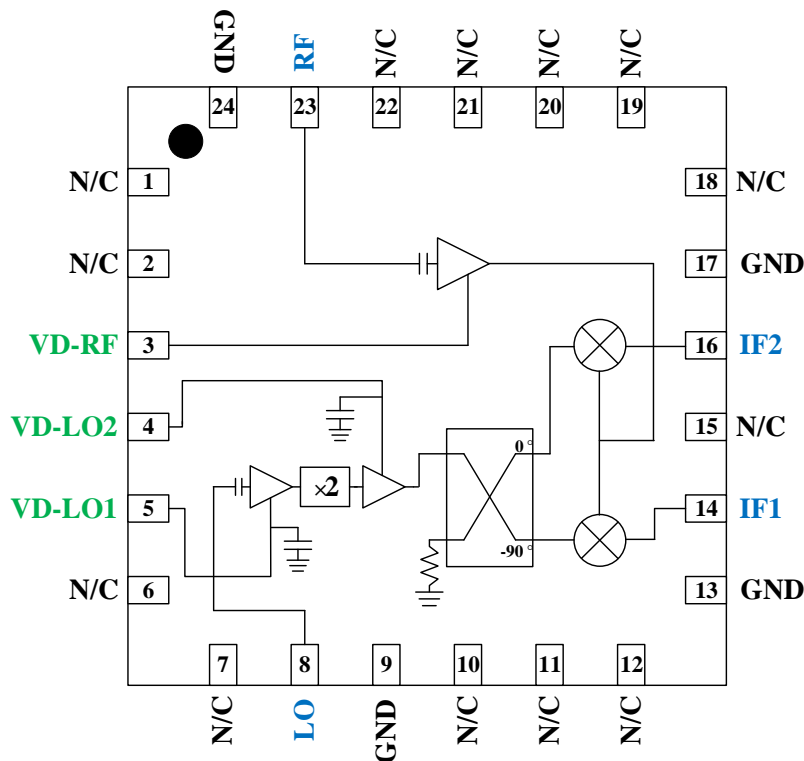 GND
RF
N/C
N/C
N/C
N/C
24
23
22
21
20
19
N/C 1
18 N/C
N/C 2
17 GND
VD-RF 3
16 IF2
VD-LO2 4
15 N/C
0°
×2
VD-LO1 5
14 IF1
-90°
N/C 6
13 GND
7
8
9
10
11
12
N/C
LO
GND
N/C
N/C
N/C